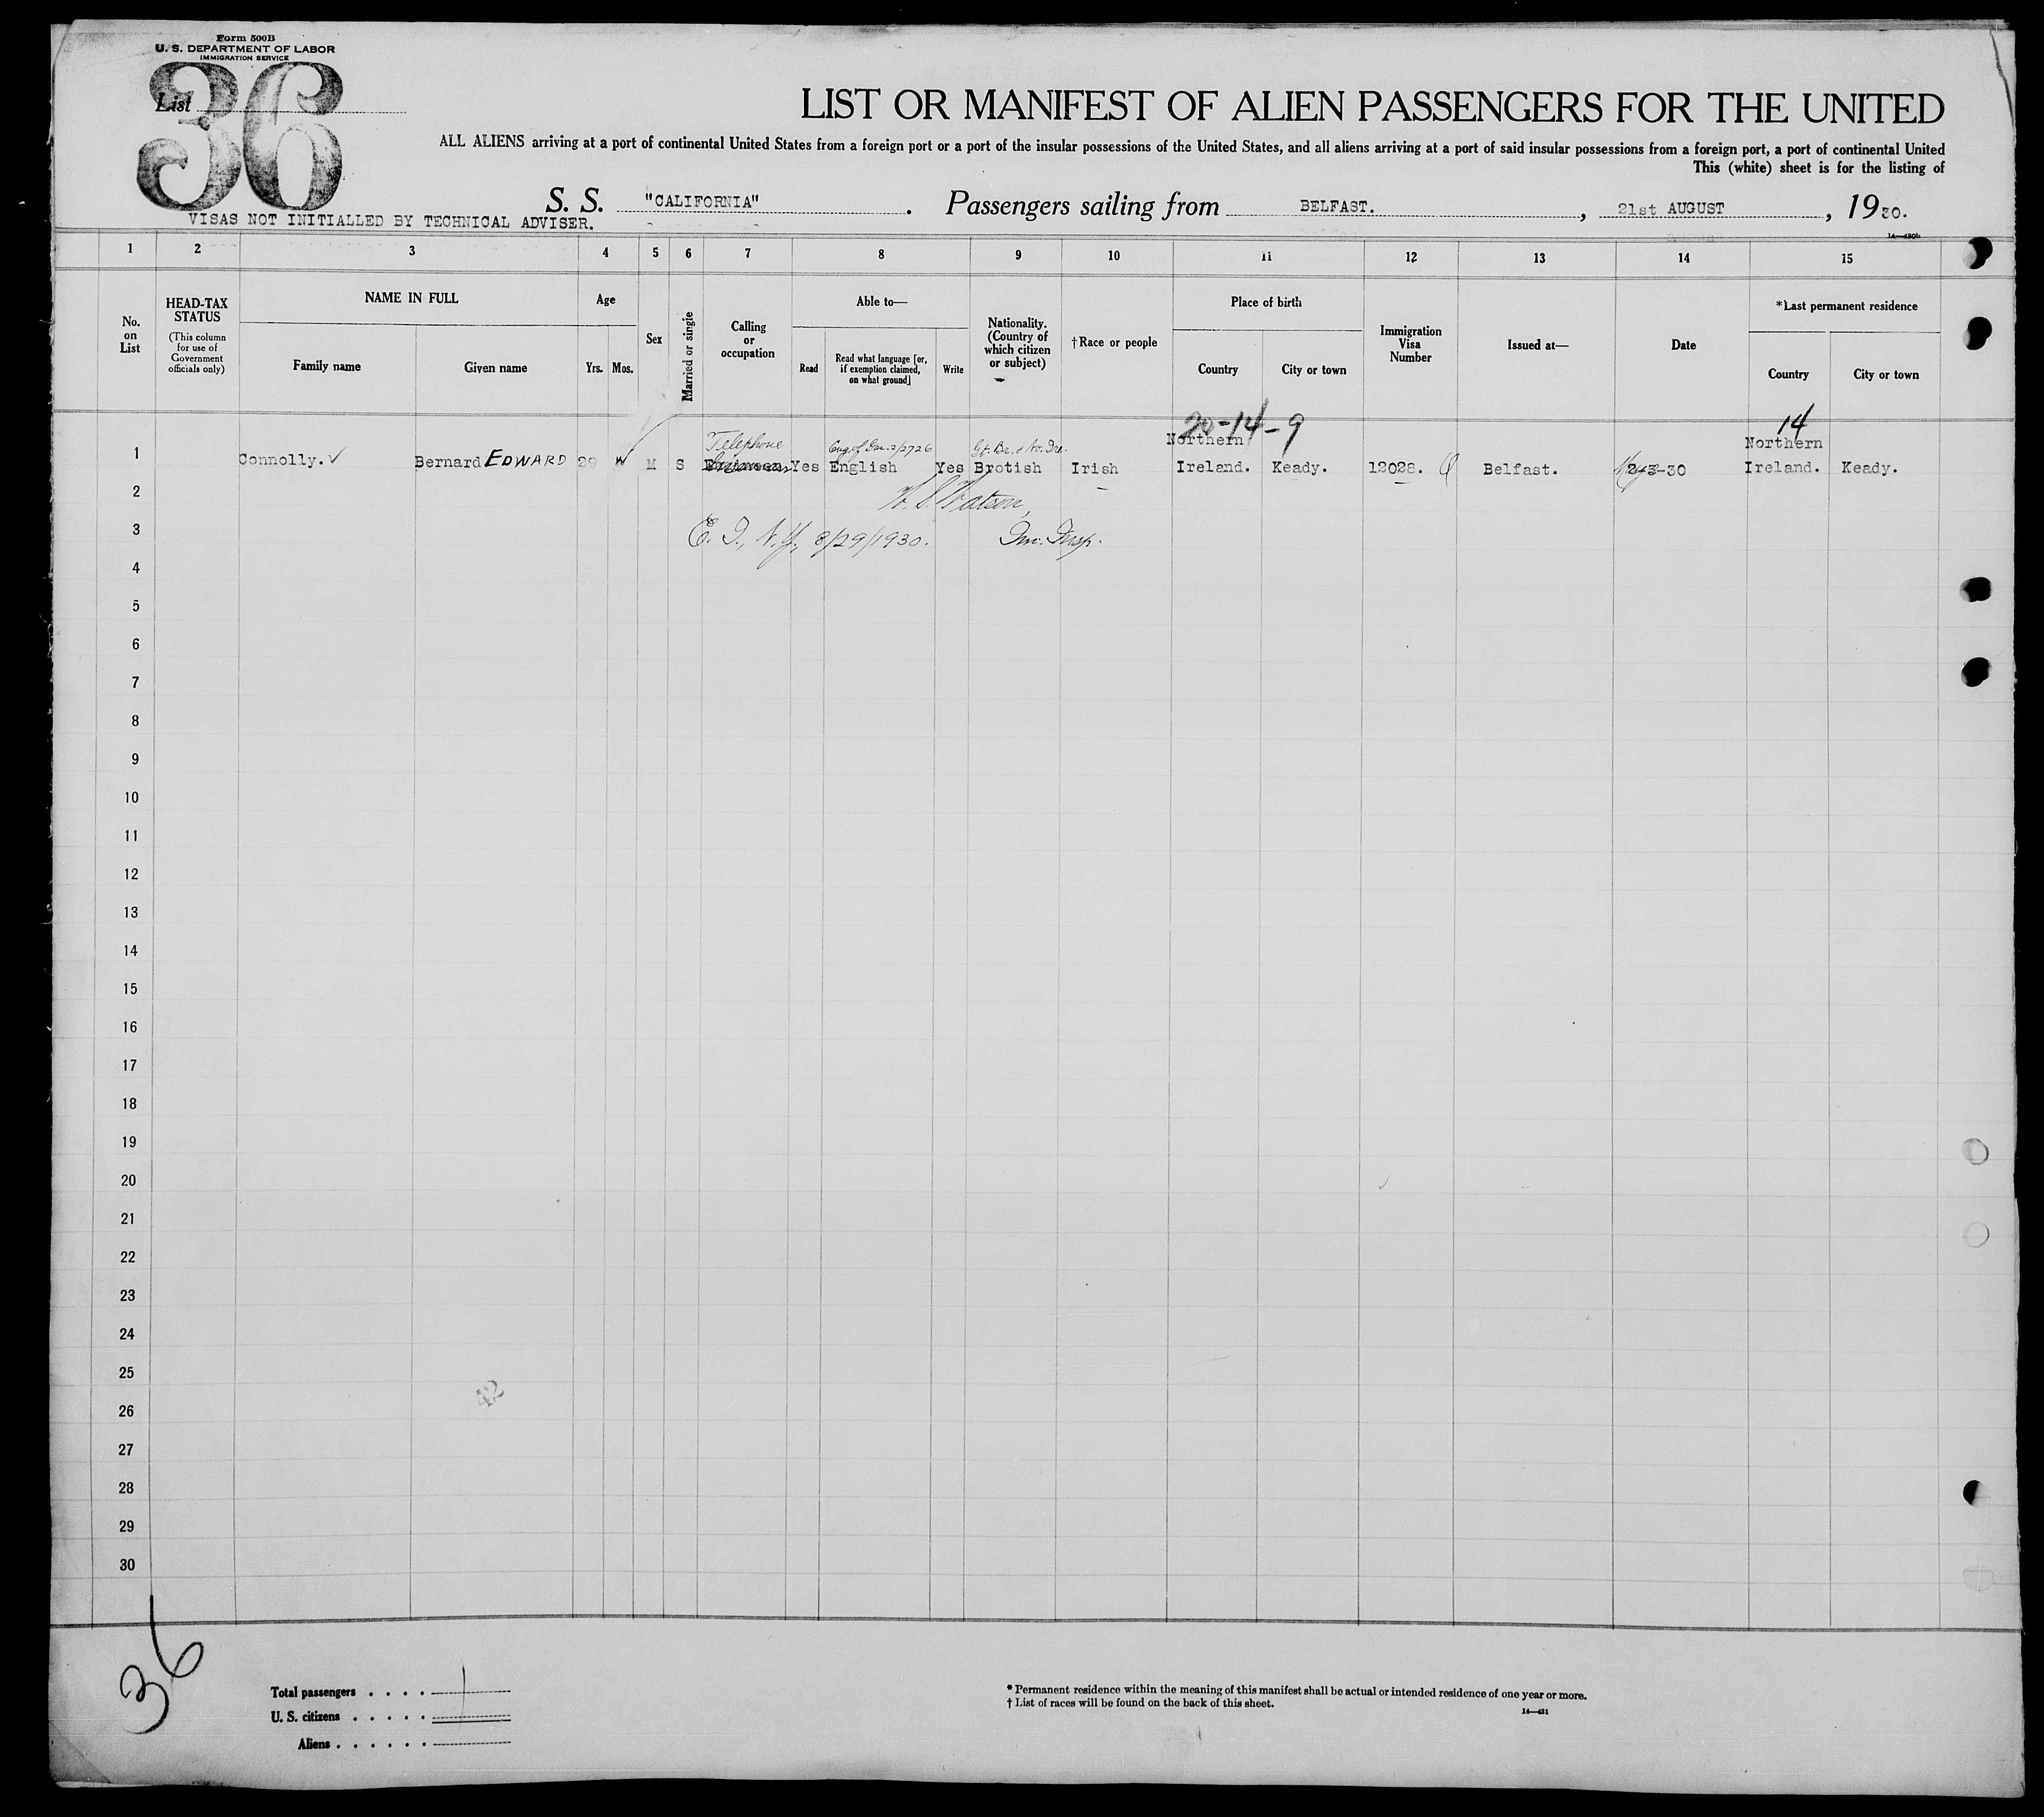 Form 500B
U. S. DEPARTMENT OF LABOR
IMMIGRATION SERVICE
List 36
LIST OR MANIFEST OF ALIEN PASSENGERS FOR THE UNITED
ALL ALIENS arriving at a port of continental United States from a foreign port or a port of the insular possessions of the United States, and all aliens arriving at a port of said insular possessions from a foreign port, a port of continental United
This (white) sheet is for the listing of
S. S. "CALIFORNIA" . Passengers sailing from BELFAST. , 21st AUGUST , 1930.
VISAS NOT INITIALLED BY TECHNICAL ADVISER.
14—430b
1 2 3 4 5 6 7 8 9 10 11 12 13 14 15
No. on List
HEAD-TAX STATUS
(This column for use of Government officials only)
NAME IN FULL
Family name Given name
Age
Yrs. Mos.
Sex
Married or single
Calling or occupation
Able to—
Read Read what language [or, if exemption claimed, on what ground] Write
Nationality. (Country of which citizen or subject)
†Race or people
Place of birth
Country City or town
Immigration Visa Number
Issued at—
Date
*Last permanent residence
Country City or town
20-14-9 14
Telephone Gt. Br. & No. Ire. Northern Northern
1 Connolly. ✓ Bernard EDWARD 29 M S Yes English Yes Brotish Irish Ireland. Keady. 12028. Belfast. 2-3-30 Ireland. Keady.
2 W. S. Watson,
3 E. I., N.Y., 8/29/1930. Imm. Insp.
4
5
6
7
8
9
10
11
12
13
14
15
16
17
18
19
20
21
22
23
24
25
42
26
27
28
29
30
36
Total passengers . . . . 1
U. S. citizens . . . . .
Aliens . . . . . .
* Permanent residence within the meaning of this manifest shall be actual or intended residence of one year or more.
† List of races will be found on the back of this sheet.
14—431